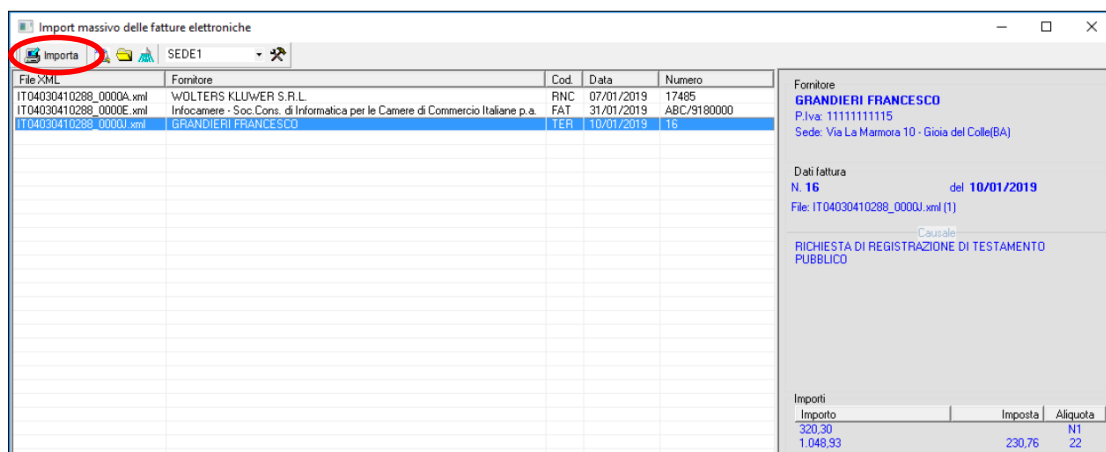 Import massivo delle fatture elettroniche
Importa SEDE1
File XML Fornitore Cod. Data Numero
IT04030410288_0000A.xml WOLTERS KLUWER S.R.L. RNC 07/01/2019 17485
IT04030410288_0000E.xml Infocamere - Soc.Cons. di Informatica per le Camere di Commercio Italiane p.a. FAT 31/01/2019 ABC/9180000
IT04030410288_0000J.xml GRANDIERI FRANCESCO TER 10/01/2019 16
Fornitore
GRANDIERI FRANCESCO
P.Iva: 11111111115
Sede: Via La Marmora 10 - Gioia del Colle(BA)
Dati fattura
N. 16 del 10/01/2019
File: IT04030410288_0000J.xml (1)
Causale
RICHIESTA DI REGISTRAZIONE DI TESTAMENTO
PUBBLICO
Importi
Importo Imposta Aliquota
320,30 N1
1.048,93 230,76 22